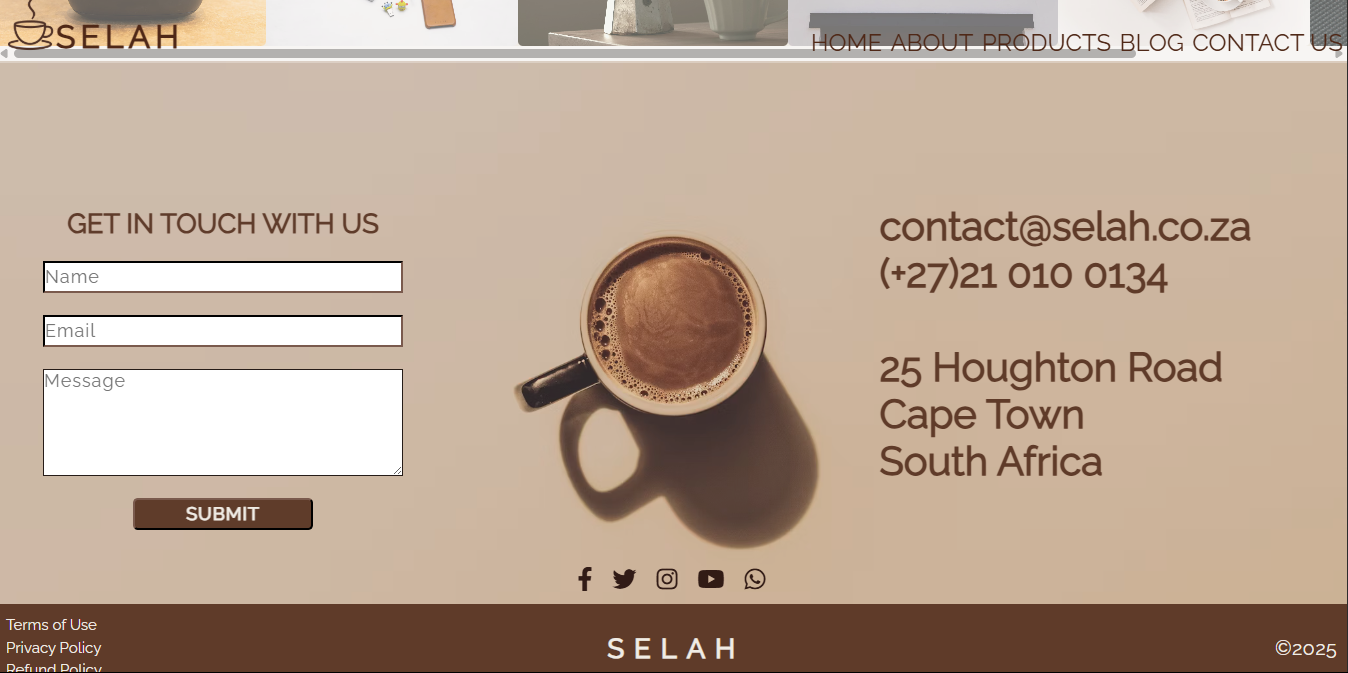 SELAH
HOME ABOUT PRODUCTS BLOG CONTACT US
GET IN TOUCH WITH US
Name
Email
Message
SUBMIT
contact@selah.co.za
(+27)21 010 0134
25 Houghton Road
Cape Town
South Africa
Terms of Use
Privacy Policy
Refund Policy
SELAH
©2025